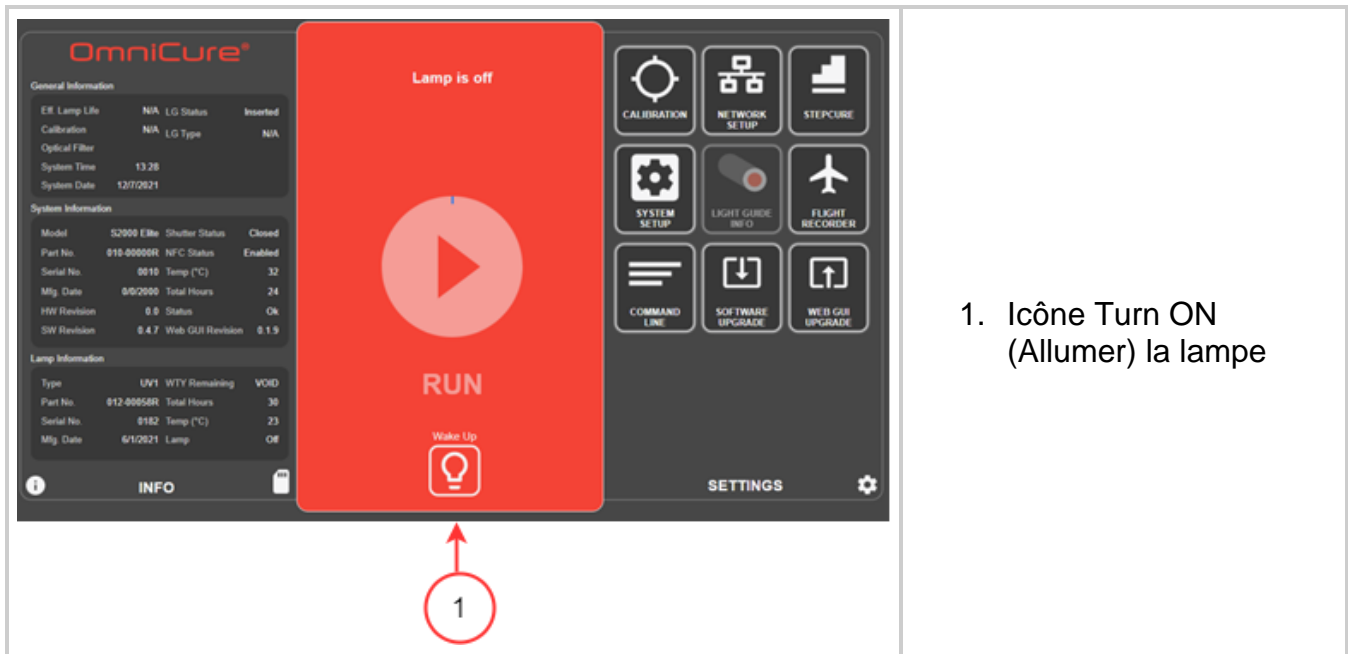 OmniCure®
General Information
Eff. Lamp Life N/A LG Status Inserted
Calibration N/A LG Type N/A
Optical Filter
System Time 13:28
System Date 12/7/2021
System Information
Model S2000 Elite Shutter Status Closed
Part No. 010-00000R NFC Status Enabled
Serial No. 0010 Temp (°C) 32
Mfg. Date 0/0/2000 Total Hours 24
HW Revision 0.0 Status Ok
SW Revision 0.4.7 Web GUI Revision 0.1.9
Lamp Information
Type UV1 WTY Remaining VOID
Part No. 012-00058R Total Hours 30
Serial No. 0182 Temp (°C) 23
Mfg. Date 6/1/2021 Lamp Off
INFO
Lamp is off
RUN
Wake Up
CALIBRATION
NETWORK
SETUP
STEPCURE
SYSTEM
SETUP
LIGHT GUIDE
INFO
FLIGHT
RECORDER
COMMAND
LINE
SOFTWARE
UPGRADE
WEB GUI
UPGRADE
SETTINGS
1
1. Icône Turn ON
(Allumer) la lampe